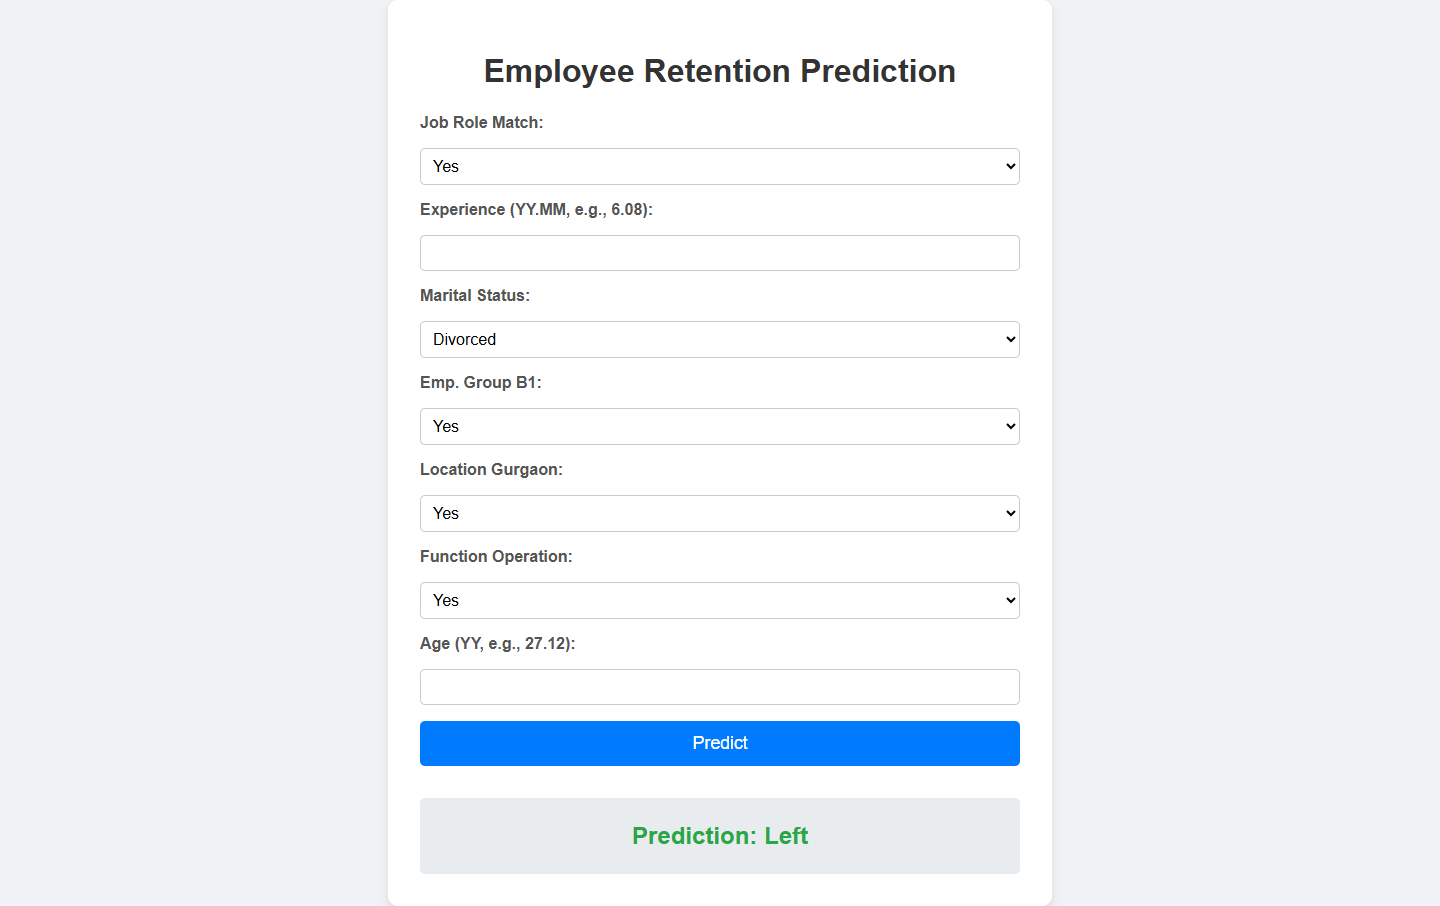 Employee Retention Prediction
Job Role Match:
Yes
Experience (YY.MM, e.g., 6.08):
Marital Status:
Divorced
Emp. Group B1:
Yes
Location Gurgaon:
Yes
Function Operation:
Yes
Age (YY, e.g., 27.12):
Predict
Prediction: Left